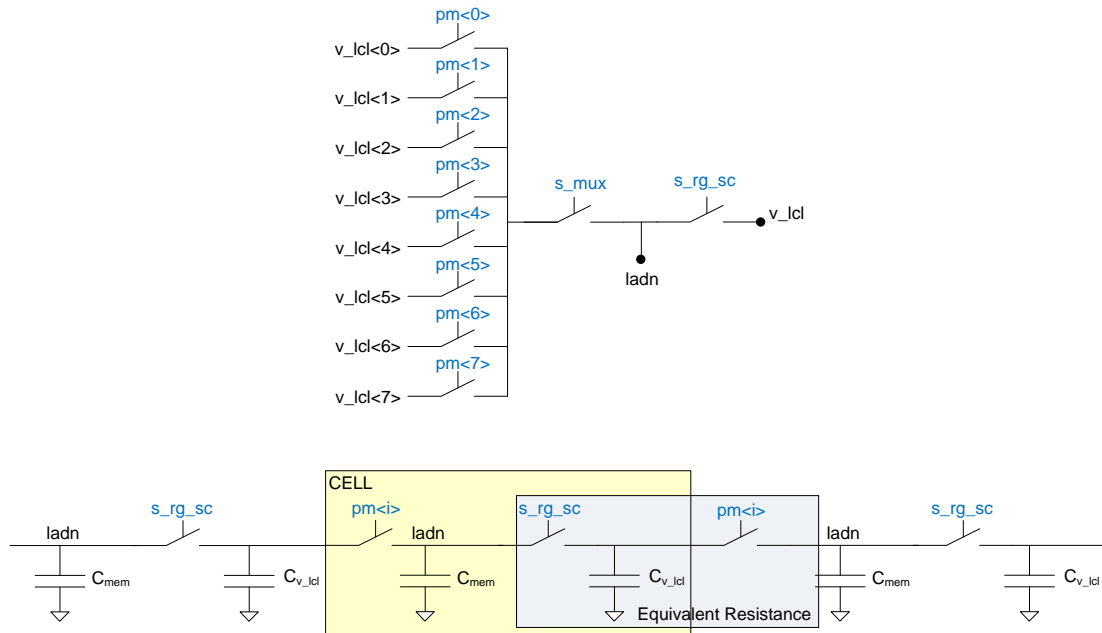 pm<0>
v_lcl<0>
pm<1>
v_lcl<1>
pm<2>
v_lcl<2>
pm<3>
v_lcl<3>
pm<4>
v_lcl<4>
pm<5>
v_lcl<5>
pm<6>
v_lcl<6>
pm<7>
v_lcl<7>
s_mux
s_rg_sc
v_lcl
ladn
CELL
s_rg_sc
pm<i>
s_rg_sc
pm<i>
s_rg_sc
ladn
ladn
ladn
Cmem
Cv_lcl
Cmem
Cv_lcl
Cmem
Cv_lcl
Equivalent Resistance